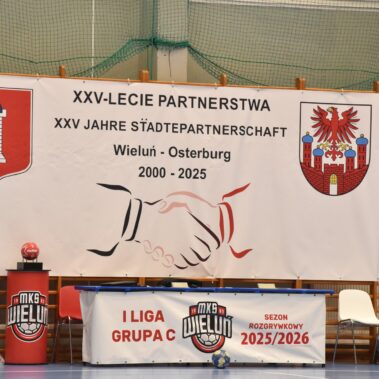 XXV-LECIE PARTNERSTWA
XXV JAHRE STÄDTEPARTNERSCHAFT
Wieluń - Osterburg
2000 - 2025
MKS
WIELUŃ
I LIGA
GRUPA C
MKS
WIELUŃ
SEZON
ROZGRYWKOWY
2025/2026